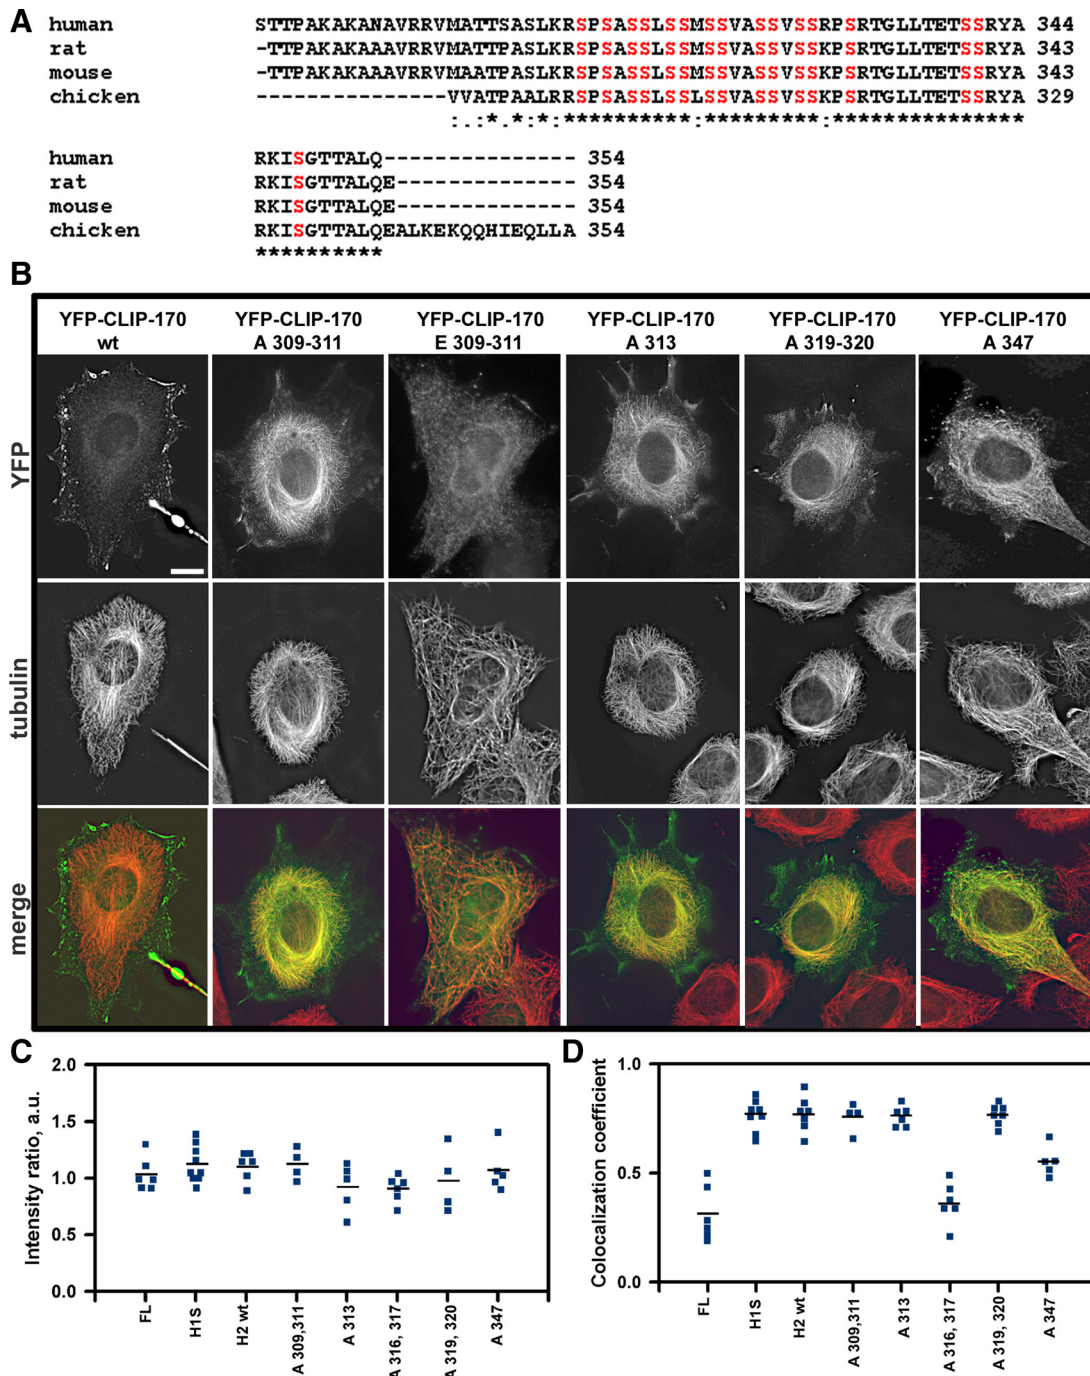 A
human STTPAKAKANAVRRVMATTSASLKRSPSASSLSSMSSVASSVSSRPSRTGLLTETSSRYA 344
rat -TTPAKAKAAAVRRVMATTPASLKRSPSASSLSSMSSVASSVSSKPSRTGLLTETSSRYA 343
mouse -TTPAKAKAAAVRRVMAATPASLKRSPSASSLSSMSSVASSVSSKPSRTGLLTETSSRYA 343
chicken ---------------VVATPAALRRSPSASSLSSLSSVASSVSSKPSRTGLLTETSSRYA 329
:.:*.*:*:**********:*********:****************
human RKISGTTALQ--------------- 354
rat RKISGTTALQE-------------- 354
mouse RKISGTTALQE-------------- 354
chicken RKISGTTALQEALKEKQQHIEQLLA 354
**********
B
YFP-CLIP-170 wt
YFP-CLIP-170 A 309-311
YFP-CLIP-170 E 309-311
YFP-CLIP-170 A 313
YFP-CLIP-170 A 319-320
YFP-CLIP-170 A 347
YFP
tubulin
merge
C
Intensity ratio, a.u.
2.0
1.5
1.0
0.5
0.0
FL
H1S
H2 wt
A 309,311
A 313
A 316, 317
A 319, 320
A 347
D
Colocalization coefficient
1.0
0.5
0.0
FL
H1S
H2 wt
A 309,311
A 313
A 316, 317
A 319, 320
A 347